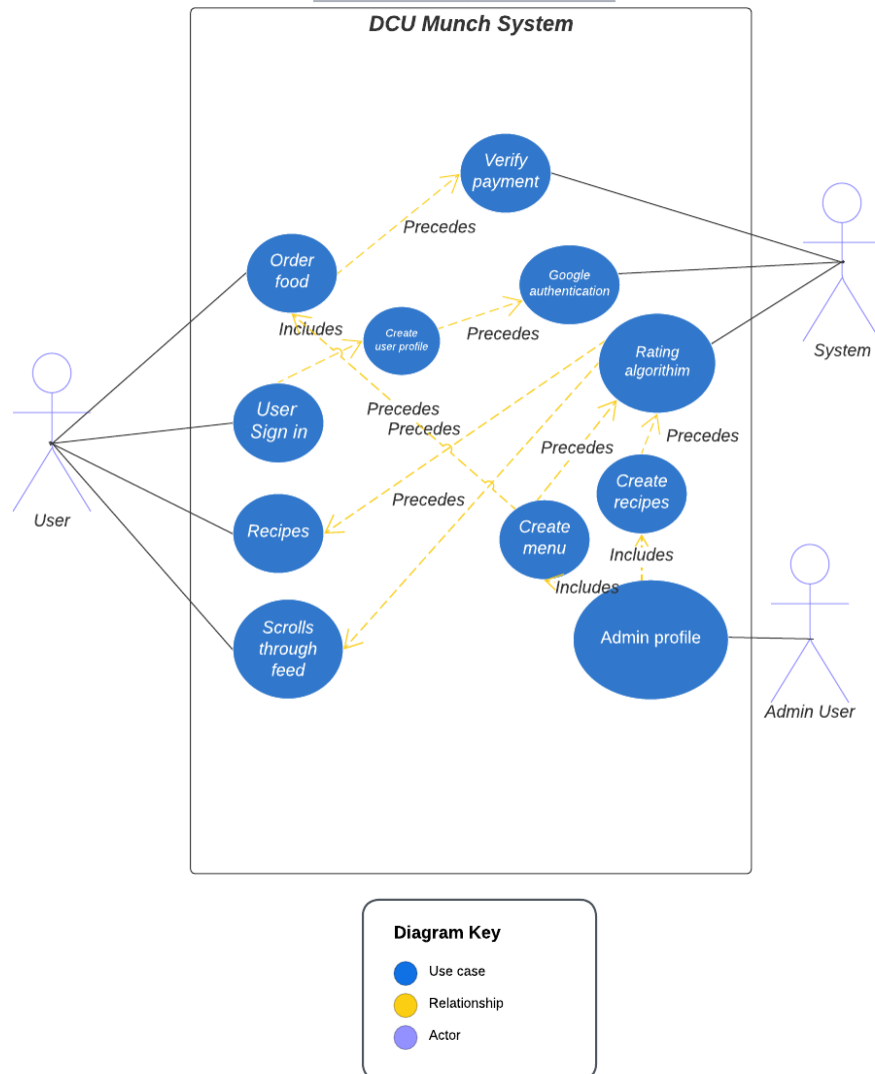 DCU Munch System
Verify
payment
Precedes
Order
food
Google
authentication
Includes
Create
user profile
Precedes
System
Rating
algorithim
User
Sign in
Precedes
Precedes
Precedes
Precedes
User
Recipes
Precedes
Create
recipes
Create
menu
Includes
Includes
Scrolls
through
feed
Admin profile
Admin User
Diagram Key
Use case
Relationship
Actor